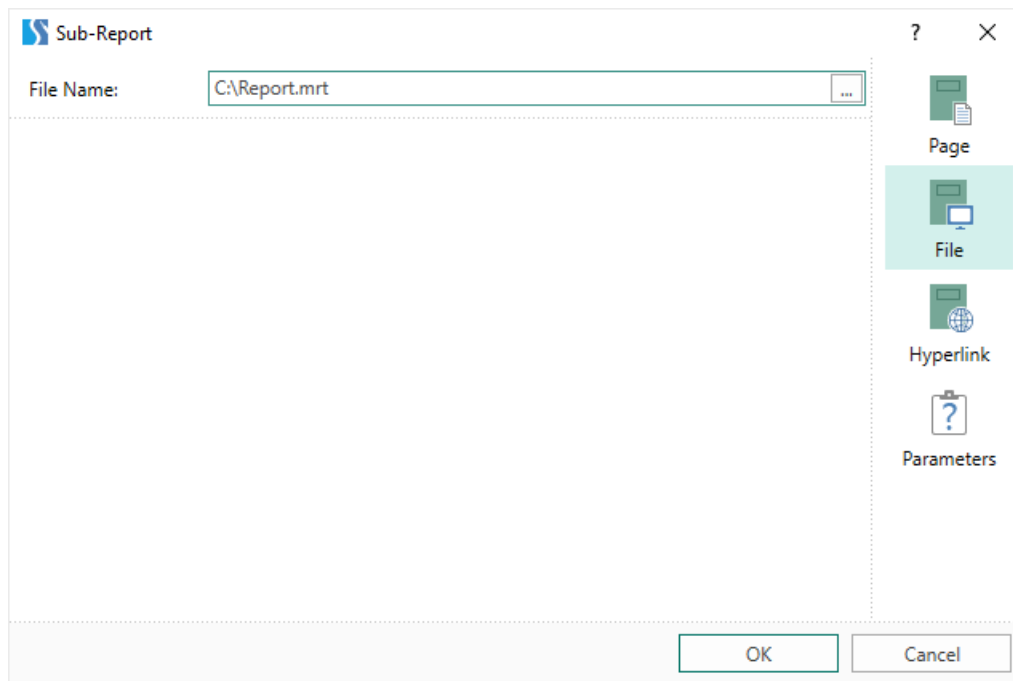 Sub-Report
?
File Name:
C:\Report.mrt
...
Page
File
Hyperlink
?
Parameters
OK
Cancel